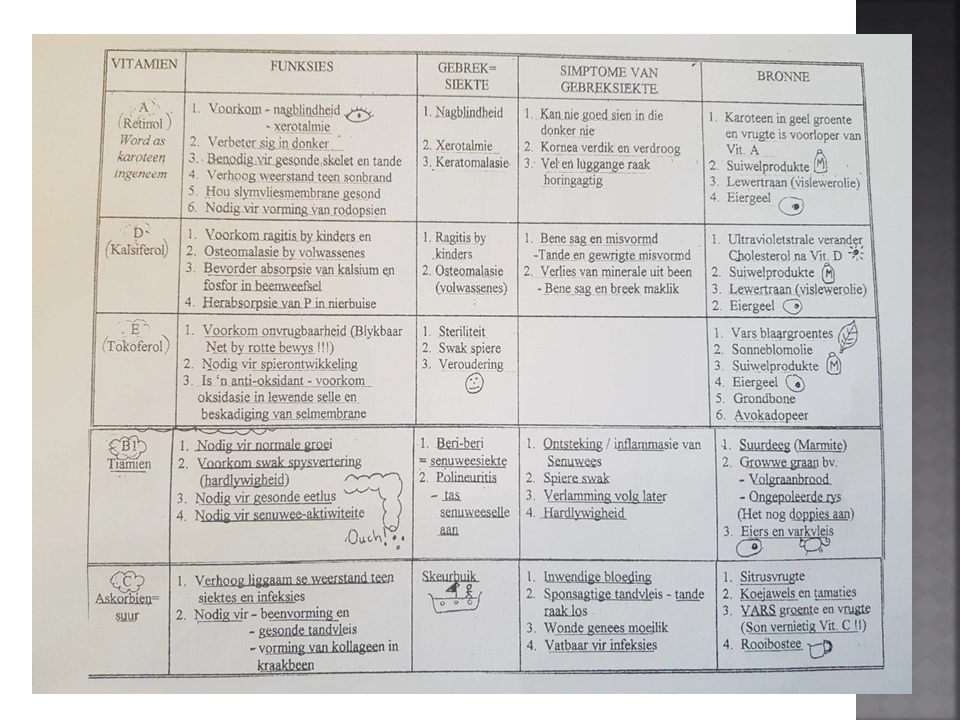 VITAMIEN
FUNKSIES
GEBREK=
SIEKTE
SIMPTOME VAN
GEBREKSIEKTE
BRONNE
A
(Retinol)
Word as
karoteen
ingeneem
1. Voorkom - nagblindheid
- xerotalmie
2. Verbeter sig in donker
3. Benodig vir gesonde skelet en tande
4. Verhoog weerstand teen sonbrand
5. Hou slymvliesmembrane gesond
6. Nodig vir vorming van rodopsien
1. Nagblindheid
2. Xerotalmie
3. Keratomalasie
1. Kan nie goed sien in die
donker nie
2. Kornea verdik en verdroog
3. Vel en luggange raak
horingagtig
1. Karoteen in geel groente
en vrugte is voorloper van
Vit. A
2. Suiwelprodukte M
3. Lewertraan (vislewerolie)
4. Eiergeel
D
(Kalsiferol)
1. Voorkom ragitis by kinders en
2. Osteomalasie by volwassenes
3. Bevorder absorpsie van kalsium en
fosfor in beenweefsel
4. Herabsorpsie van P in nierbuise
1. Ragitis by
kinders
2. Osteomalasie
(volwassenes)
1. Bene sag en misvormd
-Tande en gewrigte misvormd
2. Verlies van minerale uit been
- Bene sag en breek maklik
1. Ultravioletstrale verander
Cholesterol na Vit. D
2. Suiwelprodukte M
3. Lewertraan (vislewerolie)
2. Eiergeel
E
(Tokoferol)
1. Voorkom onvrugbaarheid (Blykbaar
Net by rotte bewys !!!)
2. Nodig vir spierontwikkeling
3. Is 'n anti-oksidant - voorkom
oksidasie in lewende selle en
beskadiging van selmembrane
1. Steriliteit
2. Swak spiere
3. Veroudering
1. Vars blaargroentes
2. Sonneblomolie
3. Suiwelprodukte M
4. Eiergeel
5. Grondbone
6. Avokadopeer
B1
Tiamien
1. Nodig vir normale groei
2. Voorkom swak spysvertering
(hardlywigheid)
3. Nodig vir gesonde eetlus
4. Nodig vir senuwee-aktiwiteite
Ouch!
1. Beri-beri
= senuweesiekte
2. Polineuritis
- tas
senuweeselle
aan
1. Ontsteking / inflammasie van
Senuwees
2. Spiere swak
3. Verlamming volg later
4. Hardlywigheid
1. Suurdeeg (Marmite)
2. Growwe graan bv.
- Volgraanbrood
- Ongepoleerde rys
(Het nog doppies aan)
3. Eiers en varkvleis
C
Askorbien=
suur
1. Verhoog liggaam se weerstand teen
siektes en infeksies
2. Nodig vir - beenvorming en
- gesonde tandvleis
- vorming van kollageen in
kraakbeen
Skeurbuik
1. Inwendige bloeding
2. Sponsagtige tandvleis - tande
raak los
3. Wonde genees moeilik
4. Vatbaar vir infeksies
1. Sitrusvrugte
2. Koejawels en tamaties
3. VARS groente en vrugte
(Son vernietig Vit. C !!)
4. Rooibostee